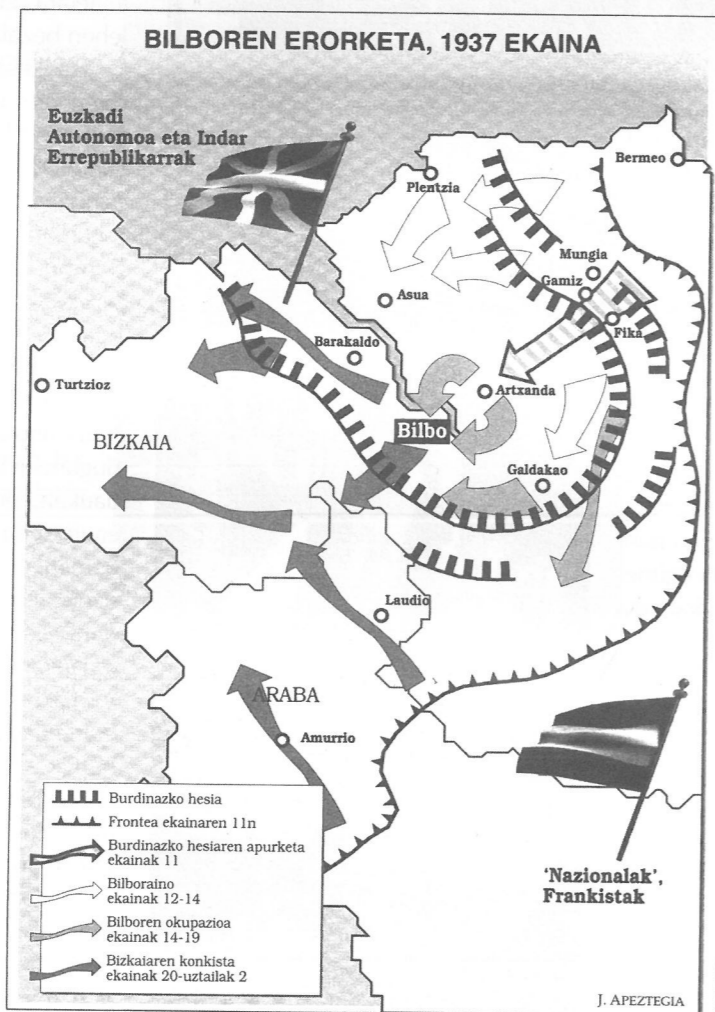 BILBOREN ERORKETA, 1937 EKAINA
Euzkadi
Autonomoa eta Indar
Errepublikarrak
Bermeo
Plentzia
Mungia
Gamiz
Asua
Fika
Barakaldo
Turtzioz
Artxanda
Bilbo
BIZKAIA
Galdakao
Laudio
ARABA
Amurrio
Burdinazko hesia
Frontea ekainaren 11n
Burdinazko hesiaren apurketa
ekainak 11
Bilboraino
ekainak 12-14
Bilboren okupazioa
ekainak 14-19
Bizkaiaren konkista
ekainak 20-uztailak 2
'Nazionalak',
Frankistak
J. APEZTEGIA